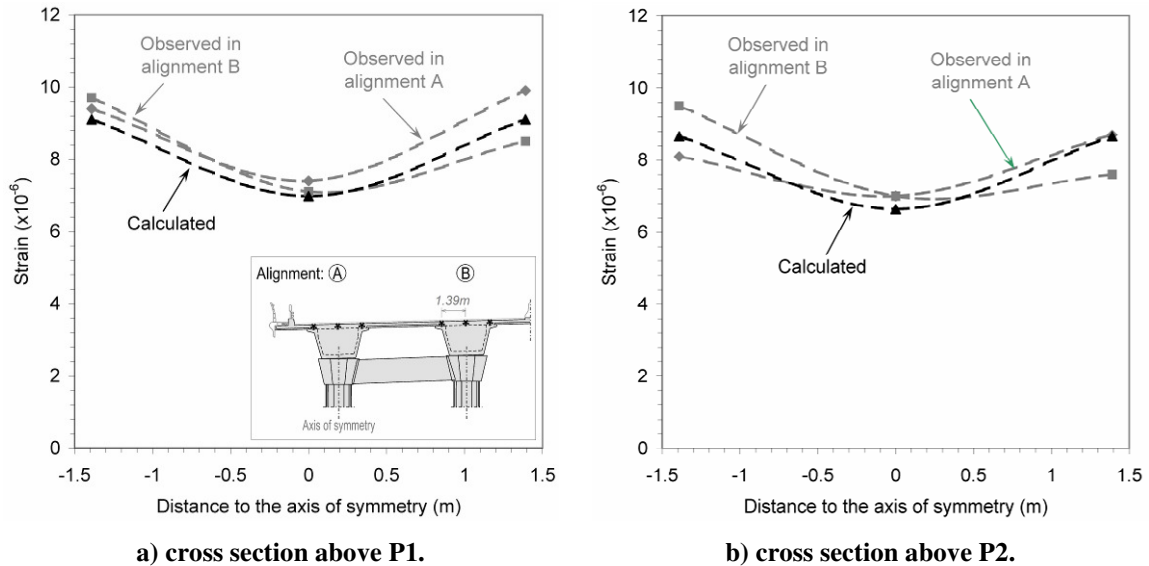 12
10
8
6
4
2
0
Strain (x10-6)
Observed in
alignment B
Observed in
alignment A
Calculated
Alignment: Ⓐ Ⓑ
1.39m
Axis of symmetry
-1.5 -1 -0.5 0 0.5 1 1.5
Distance to the axis of symmetry (m)
a) cross section above P1.
12
10
8
6
4
2
0
Strain (x10-6)
Observed in
alignment B
Observed in
alignment A
Calculated
-1.5 -1 -0.5 0 0.5 1 1.5
Distance to the axis of symmetry (m)
b) cross section above P2.